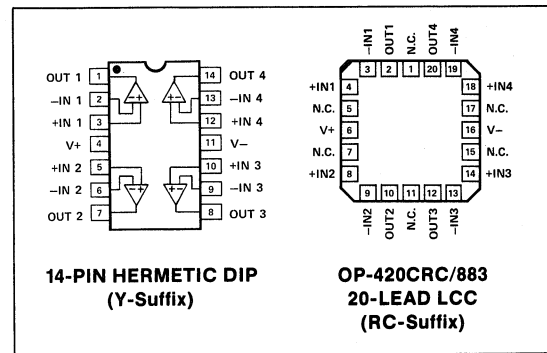 OUT 1
1
14
OUT 4
−IN 1
2
13
−IN 4
+IN 1
3
12
+IN 4
V+
4
11
V−
+IN 2
5
10
+IN 3
−IN 2
6
9
−IN 3
OUT 2
7
8
OUT 3
− +
+ −
− +
+ −
14-PIN HERMETIC DIP
(Y-Suffix)
−IN1
OUT1
N.C.
OUT4
−IN4
3
2
1
20
19
+IN1
4
18
+IN4
N.C.
5
17
N.C.
V+
6
16
V−
N.C.
7
15
N.C.
+IN2
8
14
+IN3
9
10
11
12
13
−IN2
OUT2
N.C.
OUT3
−IN3
OP-420CRC/883
20-LEAD LCC
(RC-Suffix)